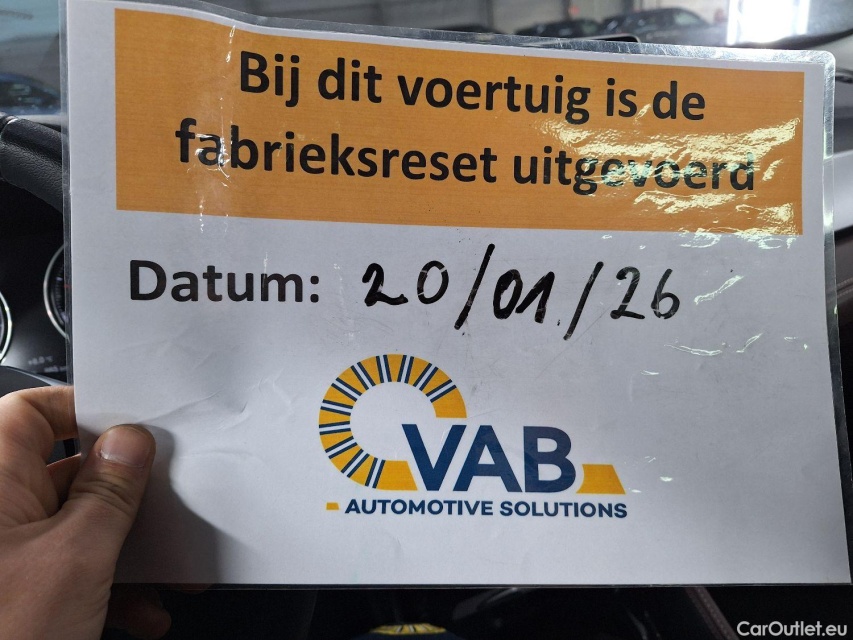 Bij dit voertuig is de
fabrieksreset uitgevoerd
Datum: 20/01/26
VAB
AUTOMOTIVE SOLUTIONS
CarOutlet.eu